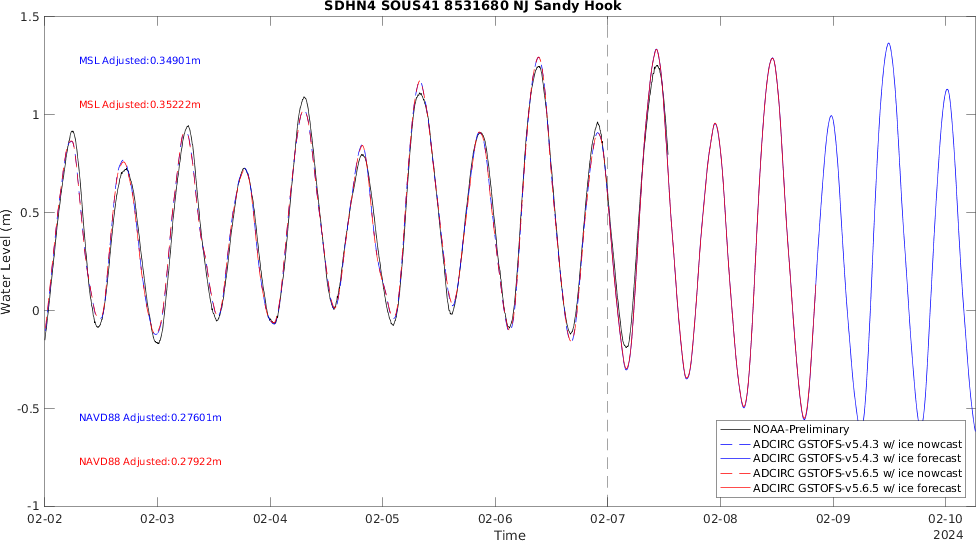 SDHN4 SOUS41 8531680 NJ Sandy Hook
1.5
1
0.5
0
-0.5
-1
Water Level (m)
MSL Adjusted:0.34901m
MSL Adjusted:0.35222m
NAVD88 Adjusted:0.27601m
NAVD88 Adjusted:0.27922m
NOAA-Preliminary
ADCIRC GSTOFS-v5.4.3 w/ ice nowcast
ADCIRC GSTOFS-v5.4.3 w/ ice forecast
ADCIRC GSTOFS-v5.6.5 w/ ice nowcast
ADCIRC GSTOFS-v5.6.5 w/ ice forecast
02-02 02-03 02-04 02-05 02-06 02-07 02-08 02-09 02-10
Time
2024